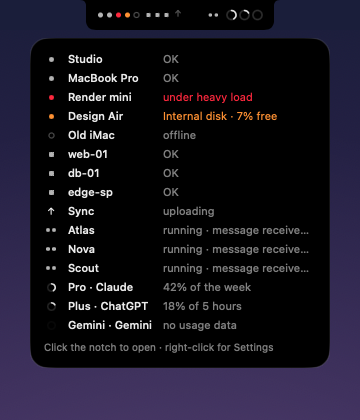 Studio OK
MacBook Pro OK
Render mini under heavy load
Design Air Internal disk · 7% free
Old iMac offline
web-01 OK
db-01 OK
edge-sp OK
Sync uploading
Atlas running · message receive...
Nova running · message receive...
Scout running · message receive...
Pro · Claude 42% of the week
Plus · ChatGPT 18% of 5 hours
Gemini · Gemini no usage data
Click the notch to open · right-click for Settings